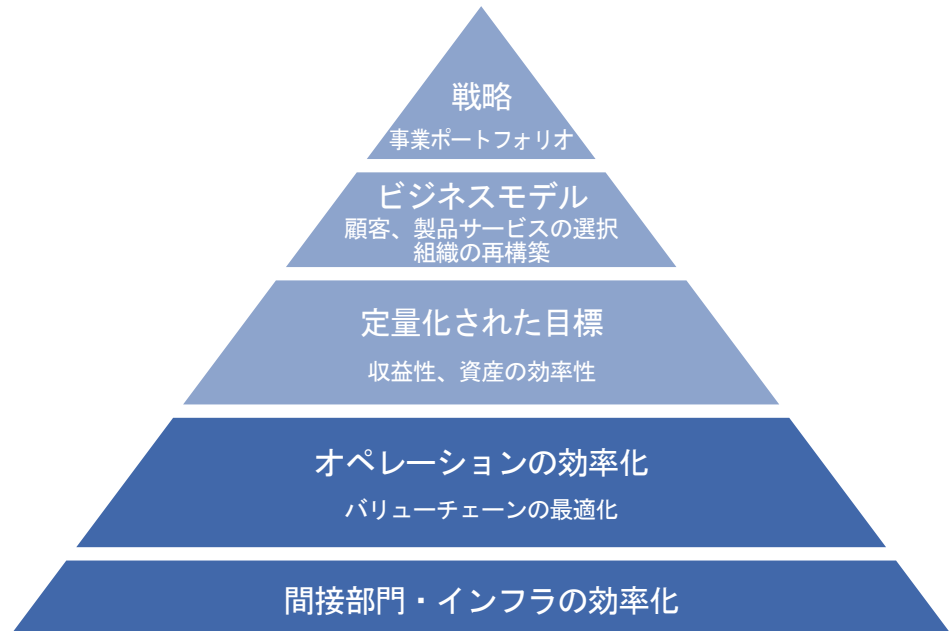 戦略
事業ポートフォリオ
ビジネスモデル
顧客、製品サービスの選択
組織の再構築
定量化された目標
収益性、資産の効率性
オペレーションの効率化
バリューチェーンの最適化
間接部門・インフラの効率化